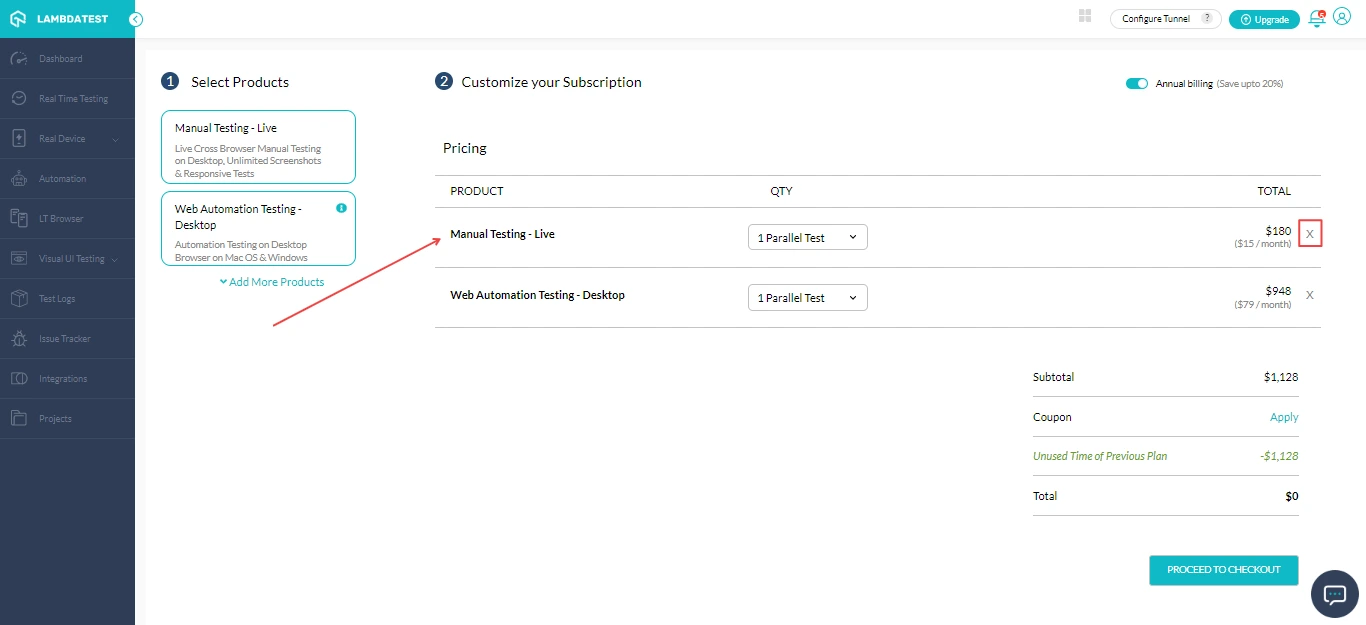 LAMBDATEST
Configure Tunnel ?
Upgrade
Dashboard
Real Time Testing
Real Device
Automation
LT Browser
Visual UI Testing
Test Logs
Issue Tracker
Integrations
Projects
1 Select Products
Manual Testing - Live
Live Cross Browser Manual Testing
on Desktop, Unlimited Screenshots
& Responsive Tests
Web Automation Testing -
Desktop
Automation Testing on Desktop
Browser on Mac OS & Windows
Add More Products
2 Customize your Subscription
Annual billing (Save upto 20%)
Pricing
PRODUCT QTY TOTAL
Manual Testing - Live 1 Parallel Test $180 X
($15 / month)
Web Automation Testing - Desktop 1 Parallel Test $948 X
($79 / month)
Subtotal $1,128
Coupon Apply
Unused Time of Previous Plan -$1,128
Total $0
PROCEED TO CHECKOUT